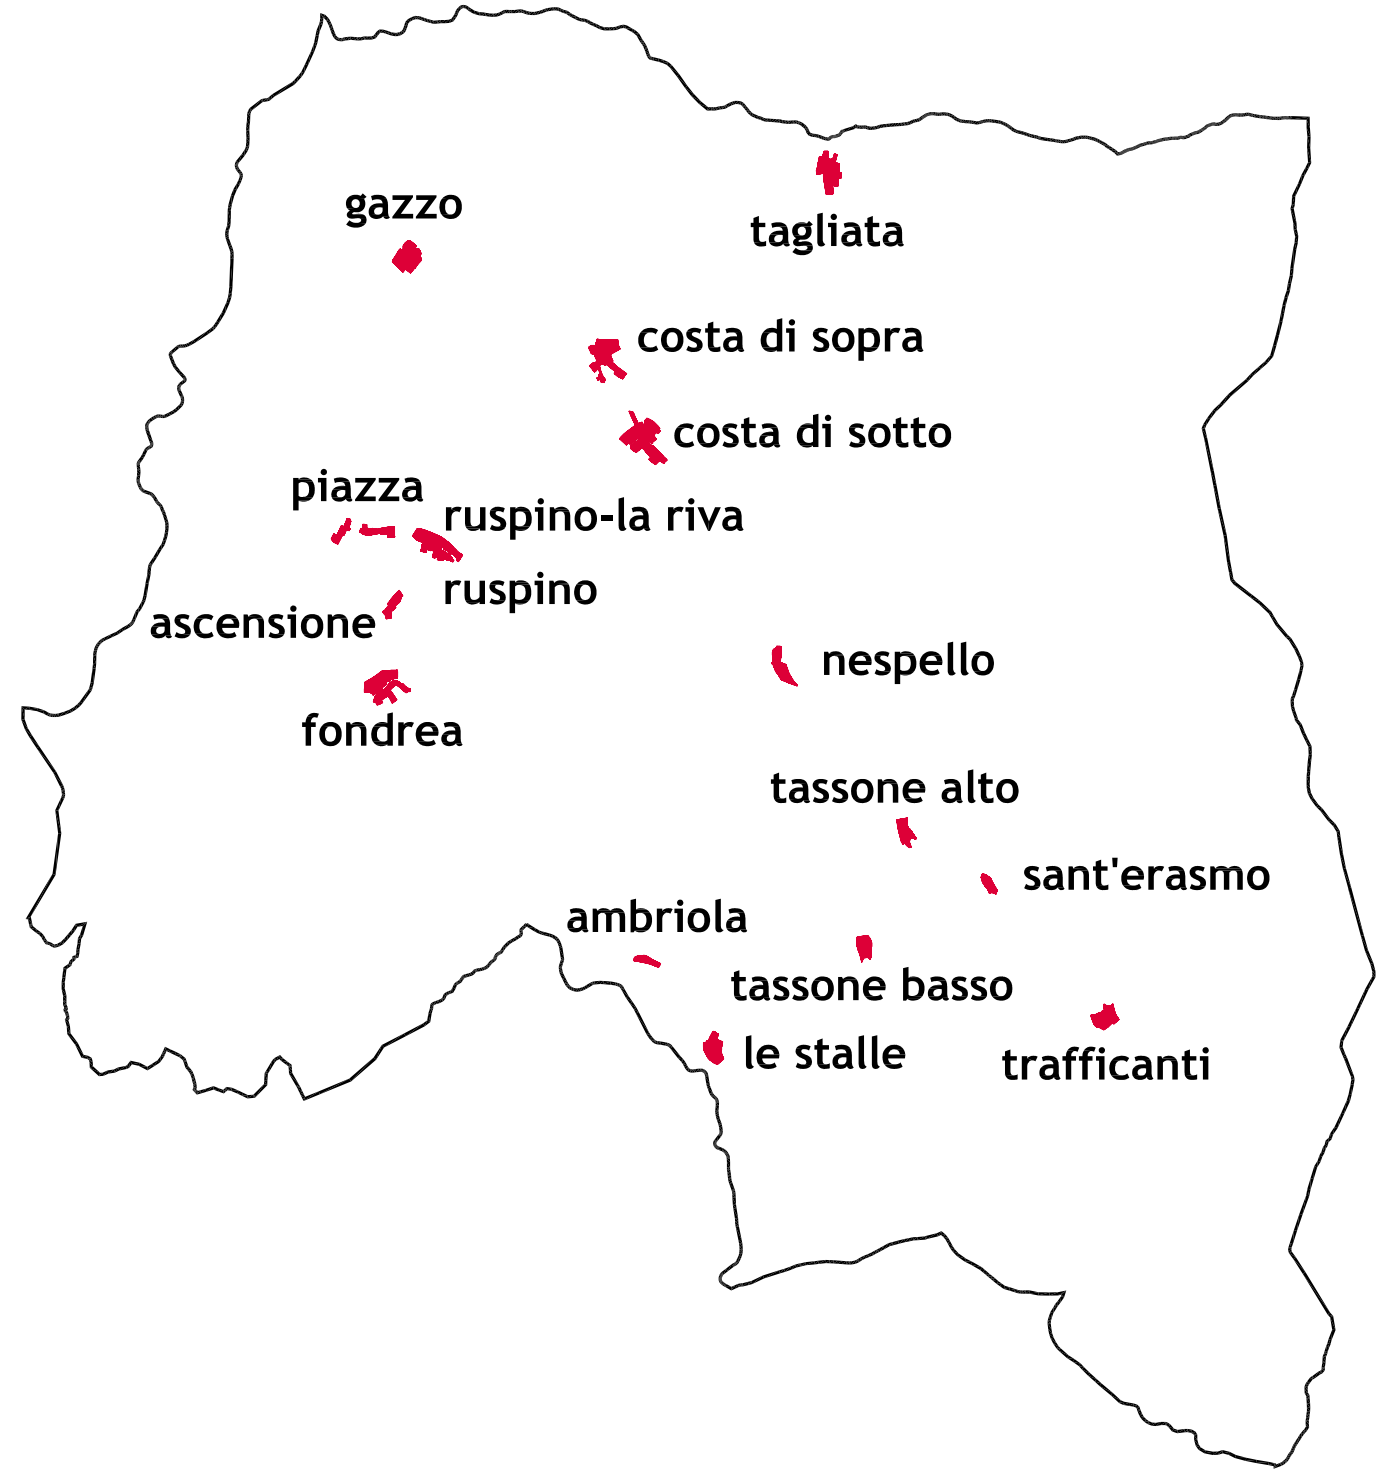 gazzo
tagliata
costa di sopra
costa di sotto
piazza
ruspino-la riva
ruspino
ascensione
nespello
fondrea
tassone alto
sant'erasmo
ambriola
tassone basso
le stalle
trafficanti